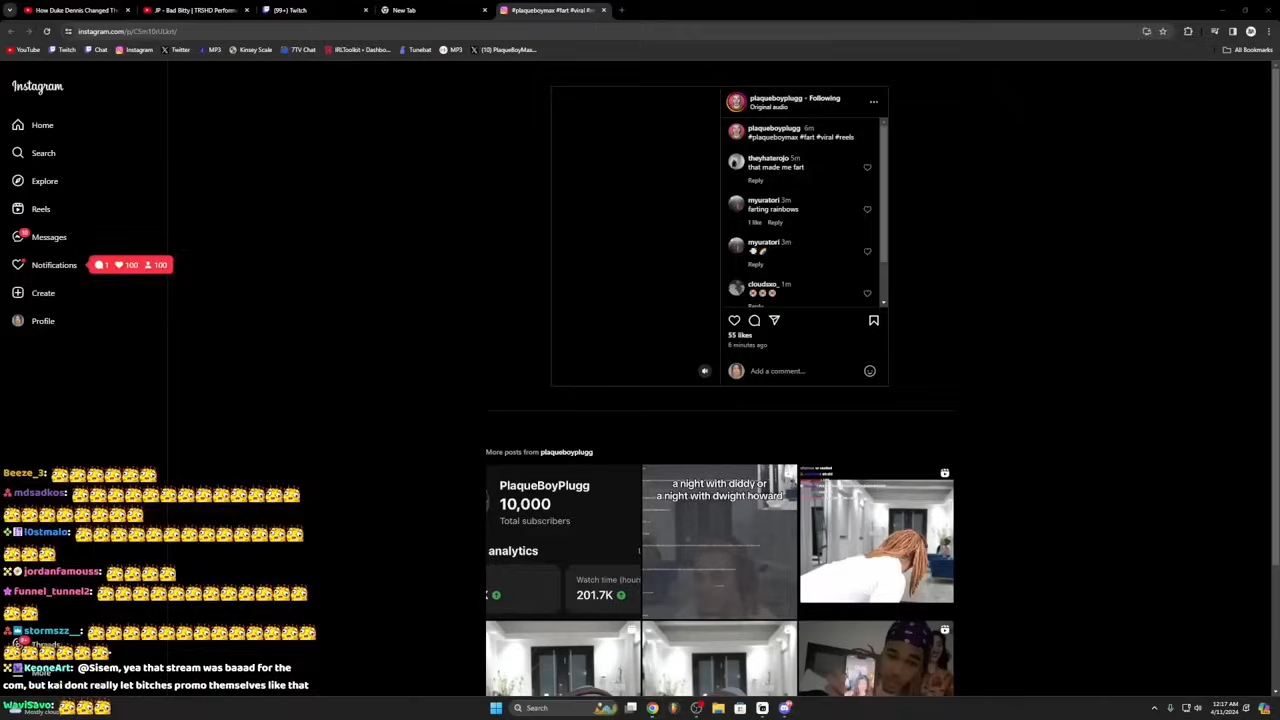 How Duke Dennis Changed Th
JP - Bad Bitty | TRSHD Perform
(99+) Twitch
New Tab
#plaqueboymax #fart #viral #re
YouTube
Twitch
Chat
Instagram
Twitter
MP3
Kinsey Scale
7TV Chat
IRLToolkit • Dashbo...
Tunebat
MP3
(10) PlaqueBoyMax...
All Bookmarks
Instagram
Home
Search
Explore
Reels
10
Messages
Notifications
1 100 100
Create
Profile
More
plaqueboyplugg • Following
Original audio
plaqueboyplugg 6m
#plaqueboymax #fart #viral #reels
theyhaterojo 5m
that made me fart
Reply
myuratori 3m
farting rainbows
1 like Reply
myuratori 3m
Reply
cloudsxo_ 1m
Reply
55 likes
6 minutes ago
Add a comment...
More posts from plaqueboyplugg
PlaqueBoyPlugg
10,000
Total subscribers
analytics
Watch time (hour
201.7K
a night with diddy or
a night with dwight howard
Beeze_3:
mdsadkos:
l0stmalo:
jordanfamouss:
funnel_tunnel2:
stormszz__:
KeoneArt: @Sisem, yea that stream was baaad for the
com, but kai dont really let bitches promo themselves like that
WaviSavo:
Mostly cloudy
Search
12:17 AM
4/11/2024